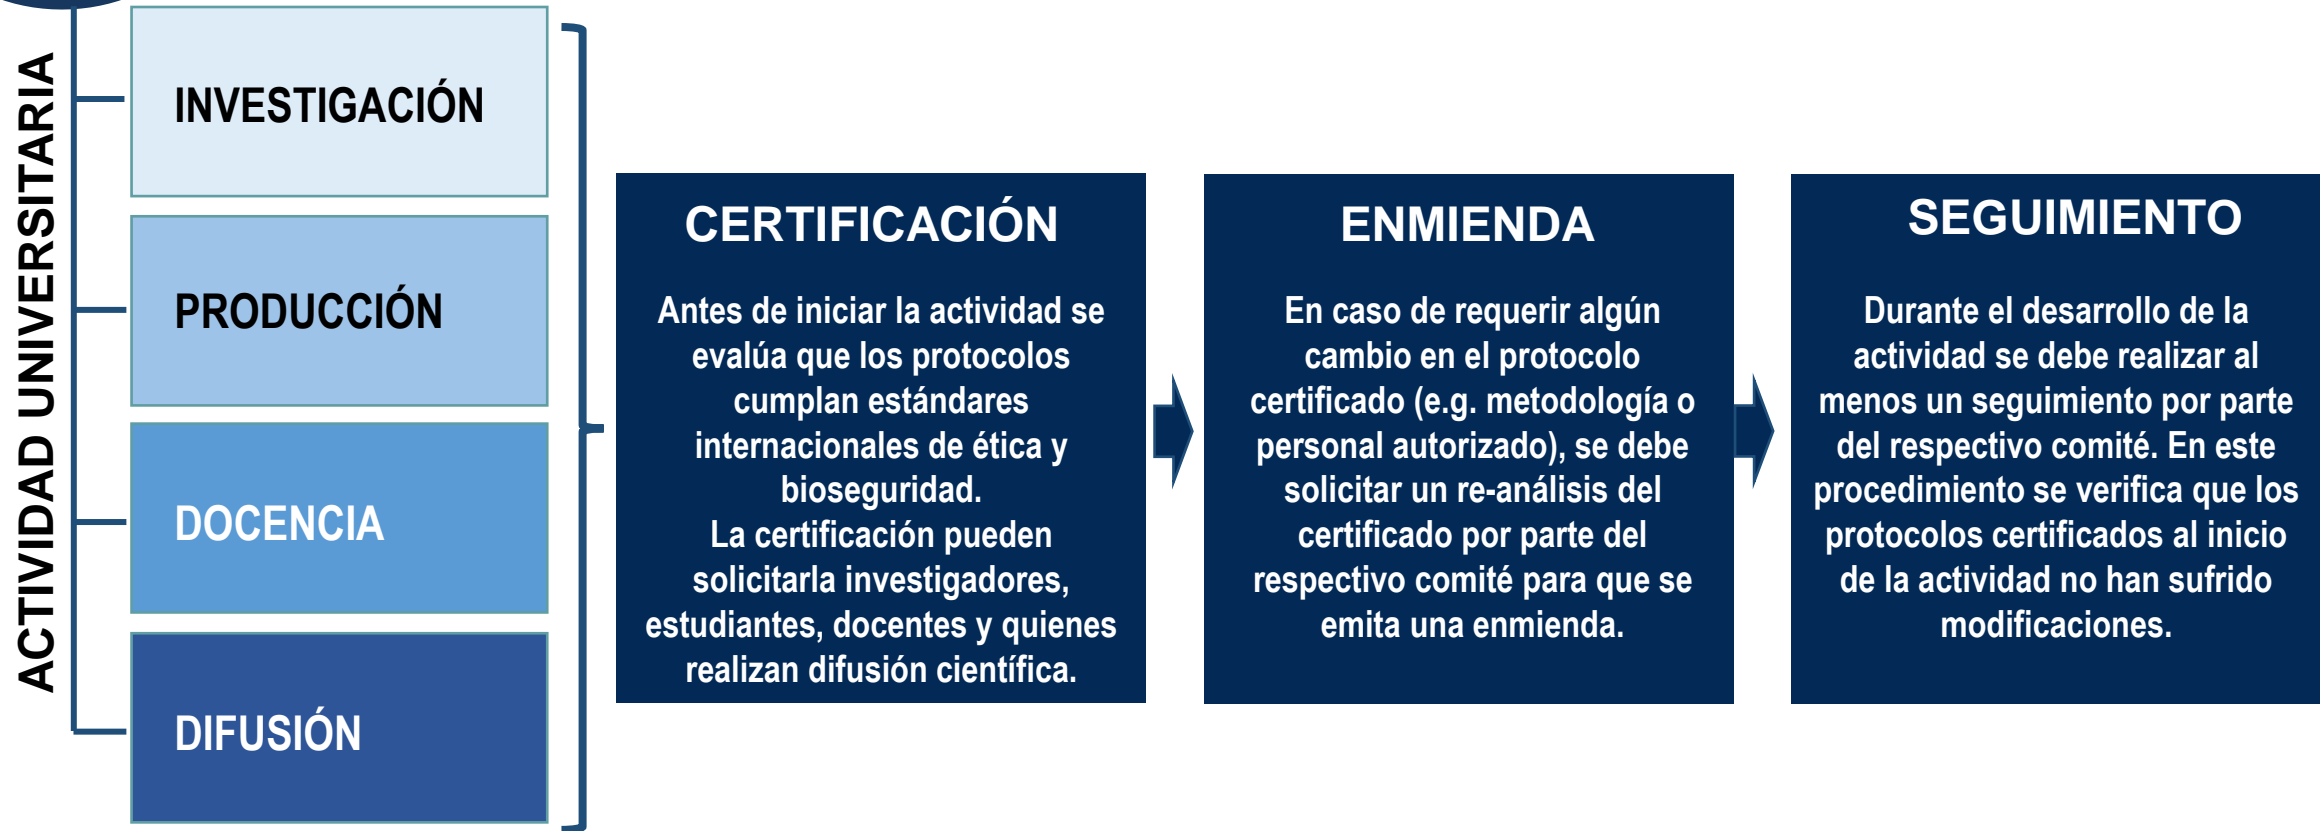 ACTIVIDAD UNIVERSITARIA
INVESTIGACIÓN
PRODUCCIÓN
DOCENCIA
DIFUSIÓN
CERTIFICACIÓN
Antes de iniciar la actividad se
evalúa que los protocolos
cumplan estándares
internacionales de ética y
bioseguridad.
La certificación pueden
solicitarla investigadores,
estudiantes, docentes y quienes
realizan difusión científica.
ENMIENDA
En caso de requerir algún
cambio en el protocolo
certificado (e.g. metodología o
personal autorizado), se debe
solicitar un re-análisis del
certificado por parte del
respectivo comité para que se
emita una enmienda.
SEGUIMIENTO
Durante el desarrollo de la
actividad se debe realizar al
menos un seguimiento por parte
del respectivo comité. En este
procedimiento se verifica que los
protocolos certificados al inicio
de la actividad no han sufrido
modificaciones.